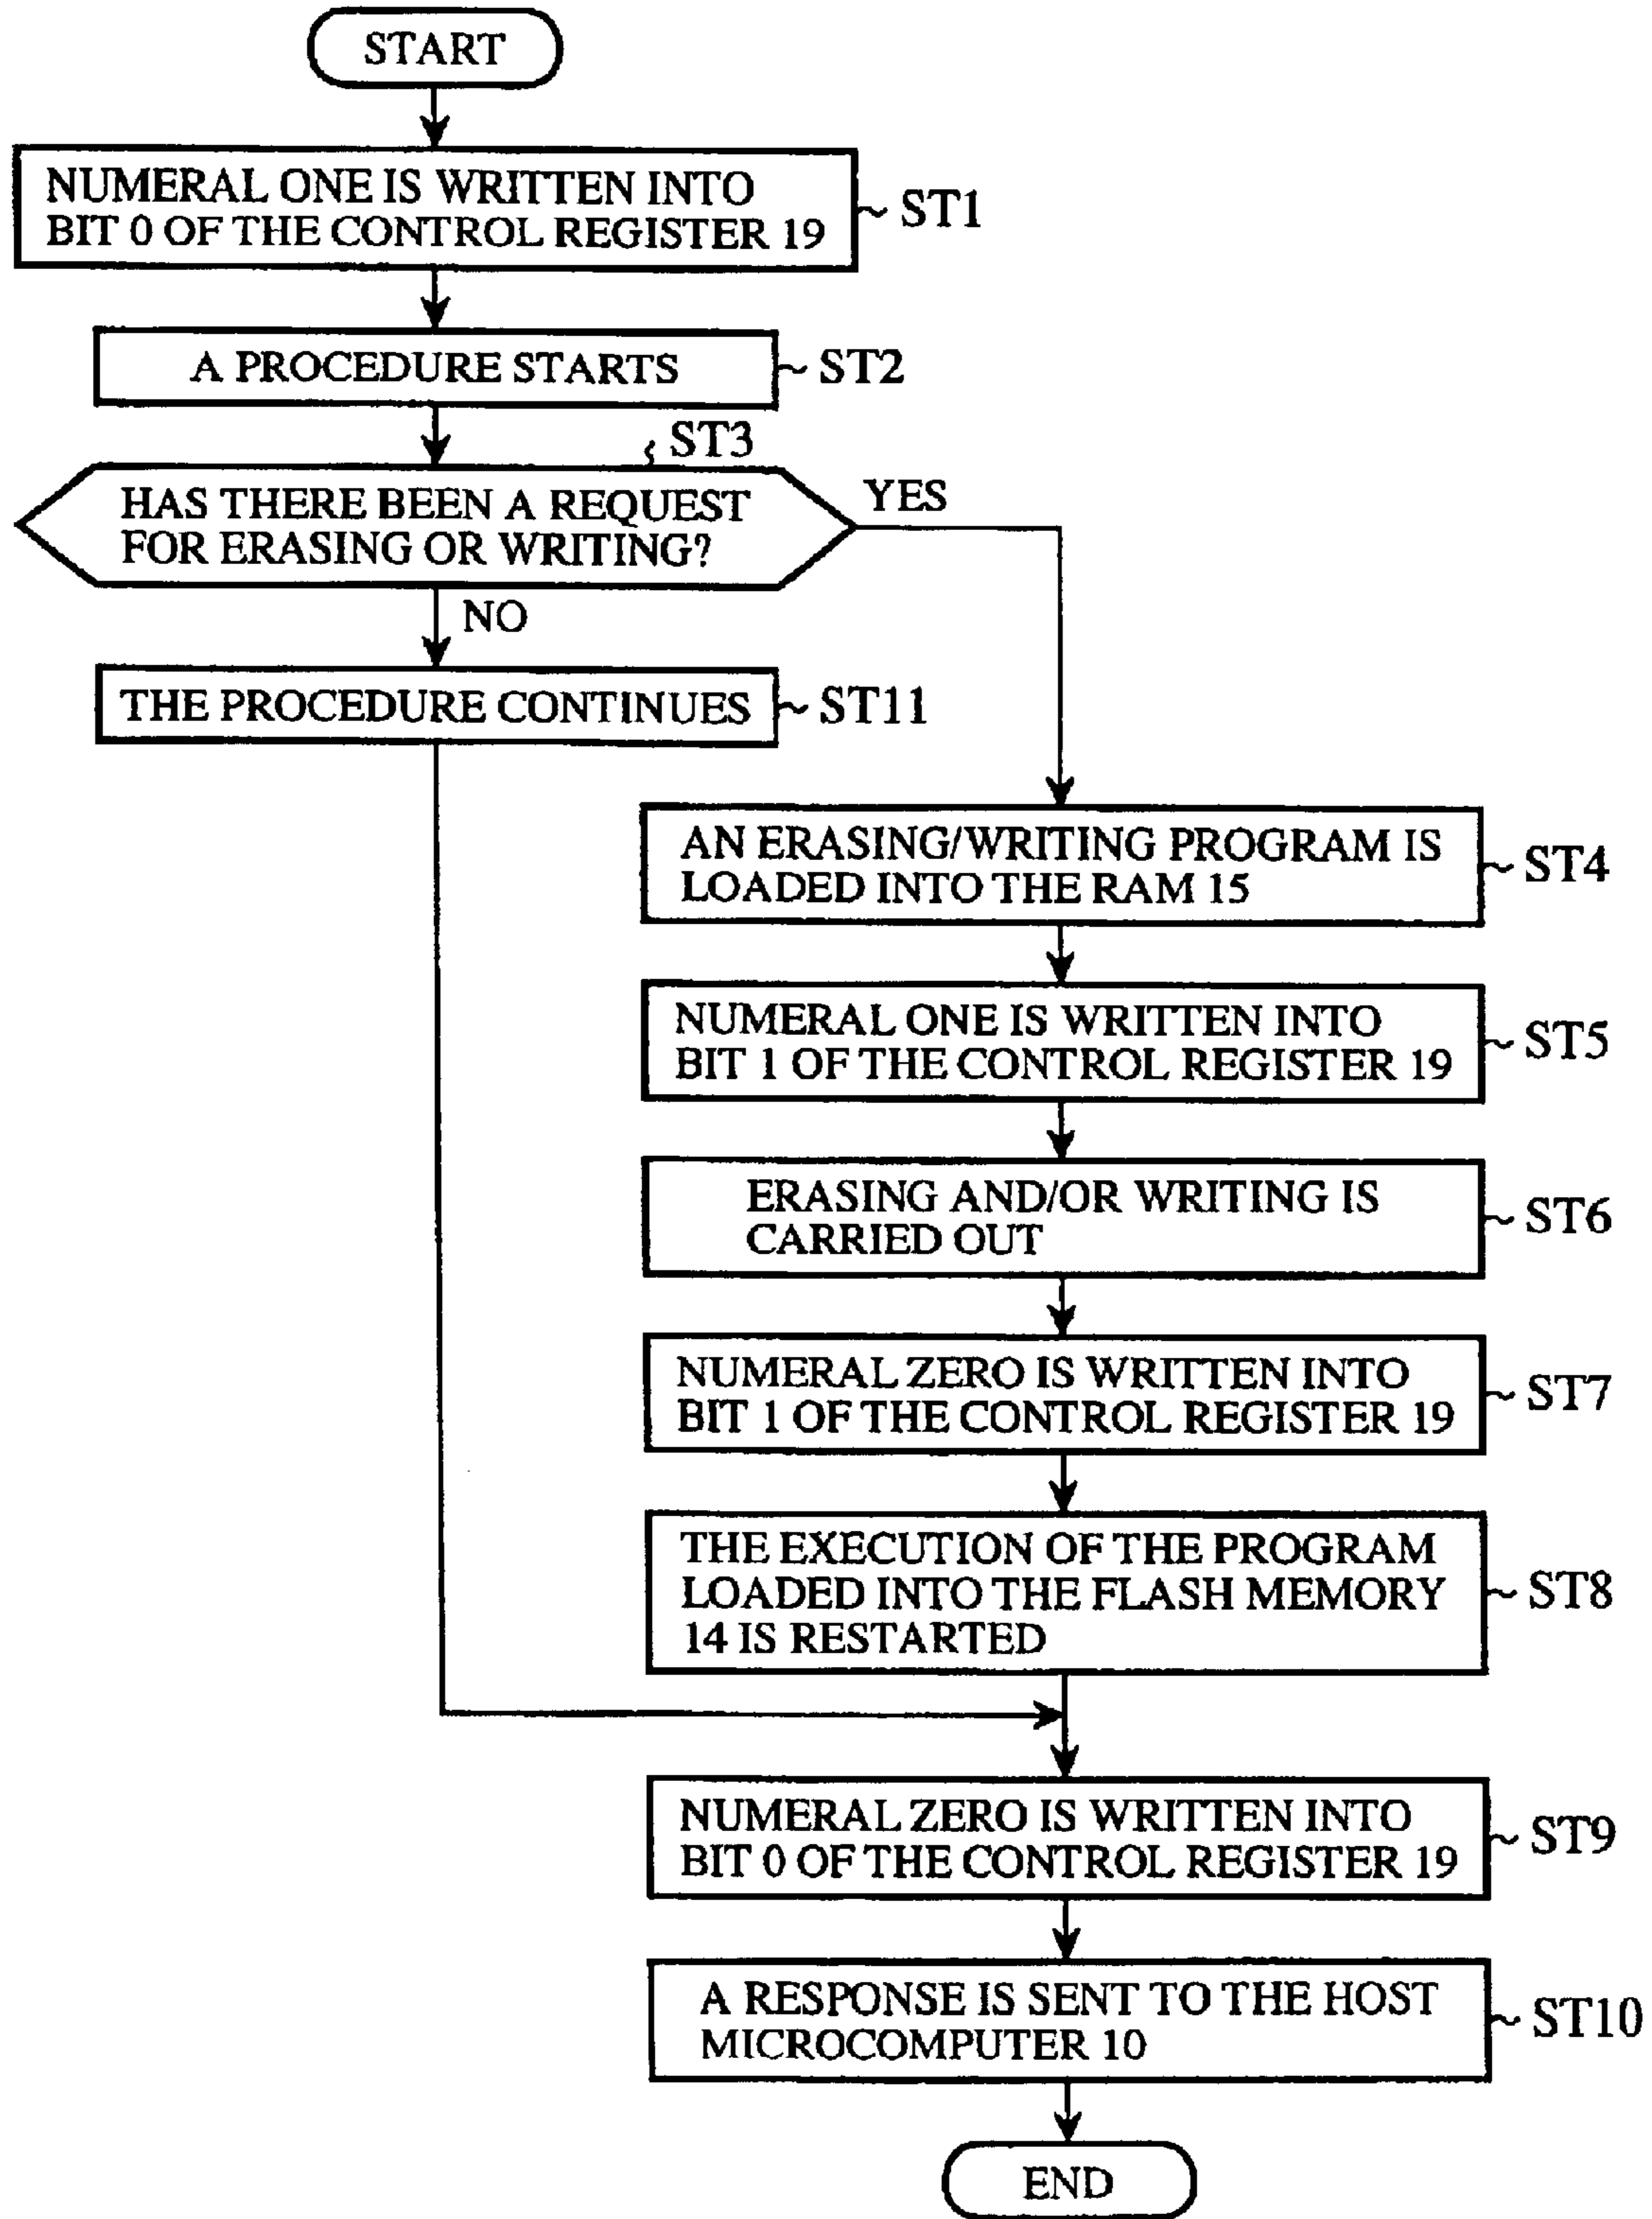 START
NUMERAL ONE IS WRITTEN INTO
BIT 0 OF THE CONTROL REGISTER 19
ST1
A PROCEDURE STARTS
ST2
ST3
HAS THERE BEEN A REQUEST
FOR ERASING OR WRITING?
YES
NO
THE PROCEDURE CONTINUES
ST11
AN ERASING/WRITING PROGRAM IS
LOADED INTO THE RAM 15
ST4
NUMERAL ONE IS WRITTEN INTO
BIT 1 OF THE CONTROL REGISTER 19
ST5
ERASING AND/OR WRITING IS
CARRIED OUT
ST6
NUMERAL ZERO IS WRITTEN INTO
BIT 1 OF THE CONTROL REGISTER 19
ST7
THE EXECUTION OF THE PROGRAM
LOADED INTO THE FLASH MEMORY
14 IS RESTARTED
ST8
NUMERAL ZERO IS WRITTEN INTO
BIT 0 OF THE CONTROL REGISTER 19
ST9
A RESPONSE IS SENT TO THE HOST
MICROCOMPUTER 10
ST10
END